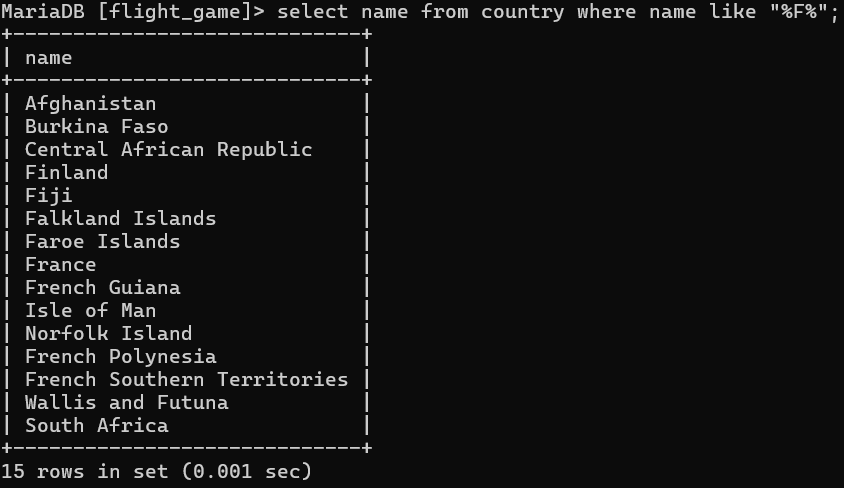 MariaDB [flight_game]> select name from country where name like "%F%";
+-----------------------------+
| name                        |
+-----------------------------+
| Afghanistan                 |
| Burkina Faso                |
| Central African Republic    |
| Finland                     |
| Fiji                        |
| Falkland Islands            |
| Faroe Islands               |
| France                      |
| French Guiana               |
| Isle of Man                 |
| Norfolk Island              |
| French Polynesia            |
| French Southern Territories |
| Wallis and Futuna           |
| South Africa                |
+-----------------------------+
15 rows in set (0.001 sec)